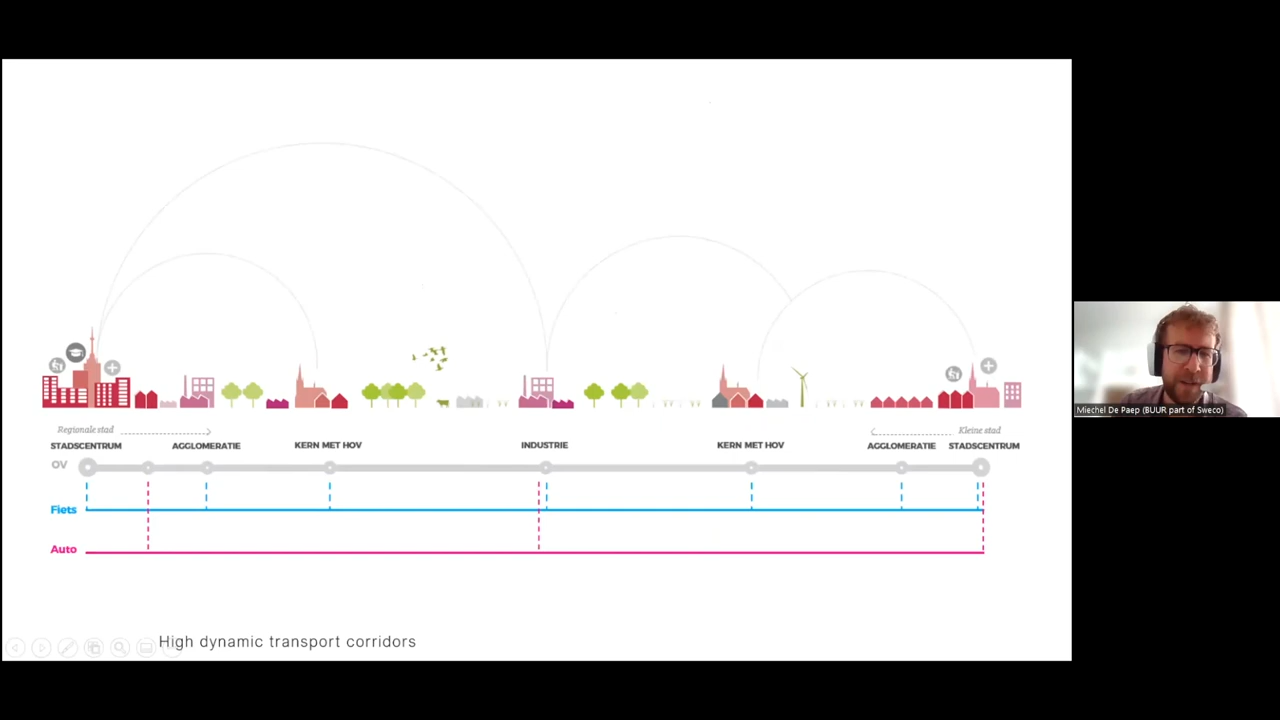 Regionale stad
Kleine stad
STADSCENTRUM
AGGLOMERATIE
KERN MET HOV
INDUSTRIE
KERN MET HOV
AGGLOMERATIE
STADSCENTRUM
OV
Fiets
Auto
High dynamic transport corridors
Miechel De Paep (BUUR part of Sweco)